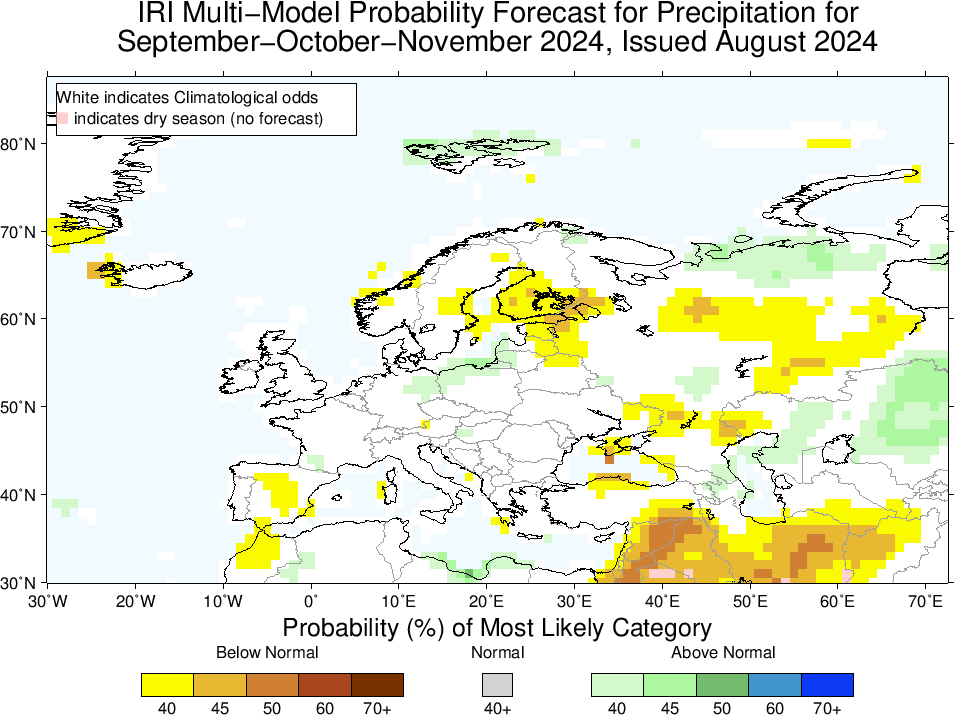 IRI Multi−Model Probability Forecast for Precipitation for
September−October−November 2024, Issued August 2024
White indicates Climatological odds
indicates dry season (no forecast)
80˚N
70˚N
60˚N
50˚N
40˚N
30˚N
30˚W 20˚W 10˚W 0˚ 10˚E 20˚E 30˚E 40˚E 50˚E 60˚E 70˚E
Probability (%) of Most Likely Category
Below Normal Normal Above Normal
40 45 50 60 70+ 40+ 40 45 50 60 70+